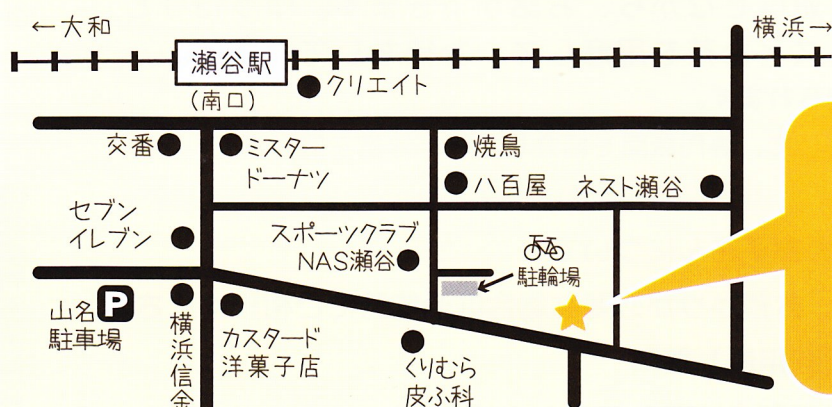 ←大和
横浜→
瀬谷駅
(南口)
クリエイト
交番
ミスター
ドーナツ
焼鳥
八百屋
ネスト瀬谷
セブン
イレブン
スポーツクラブ
NAS瀬谷
駐輪場
山名
P
駐車場
横浜信金
カスタード
洋菓子店
くりむら
皮ふ科